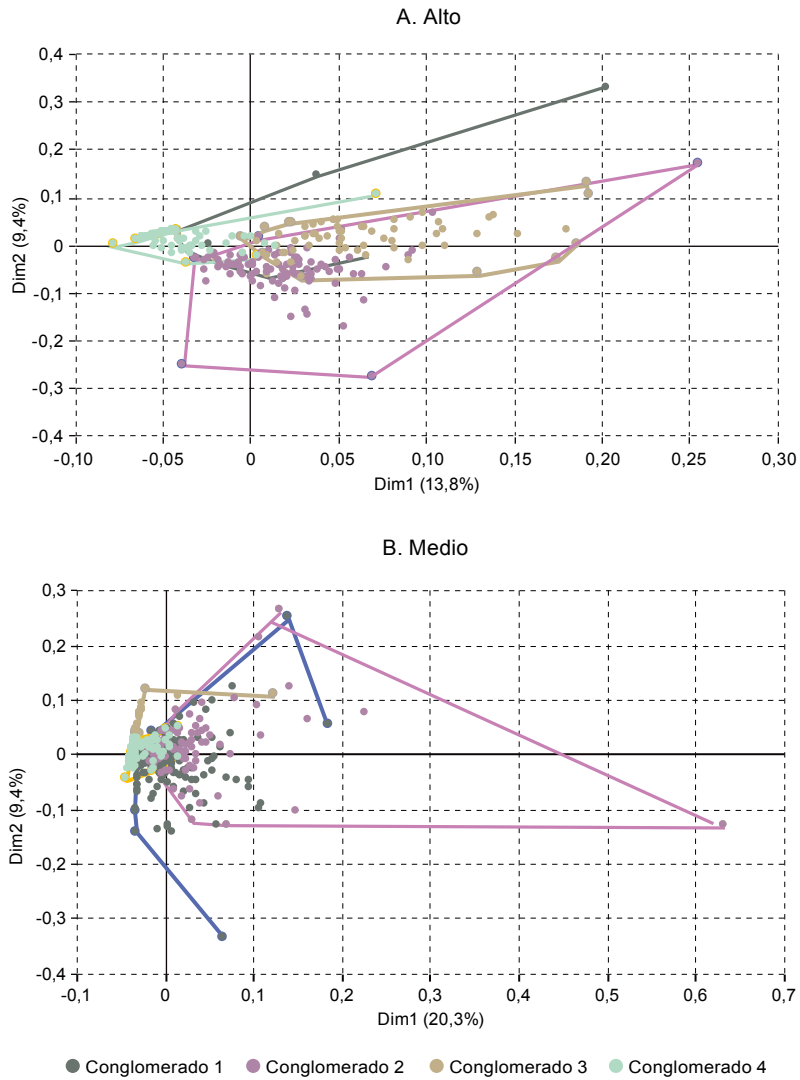 A. Alto
0,4
0,3
0,2
0,1
0
-0,1
-0,2
-0,3
-0,4
Dim2 (9,4%)
-0,10 -0,05 0 0,05 0,10 0,15 0,20 0,25 0,30
Dim1 (13,8%)
B. Medio
0,3
0,2
0,1
0
-0,1
-0,2
-0,3
-0,4
Dim2 (9,4%)
-0,1 0 0,1 0,2 0,3 0,4 0,5 0,6 0,7
Dim1 (20,3%)
Conglomerado 1 Conglomerado 2 Conglomerado 3 Conglomerado 4